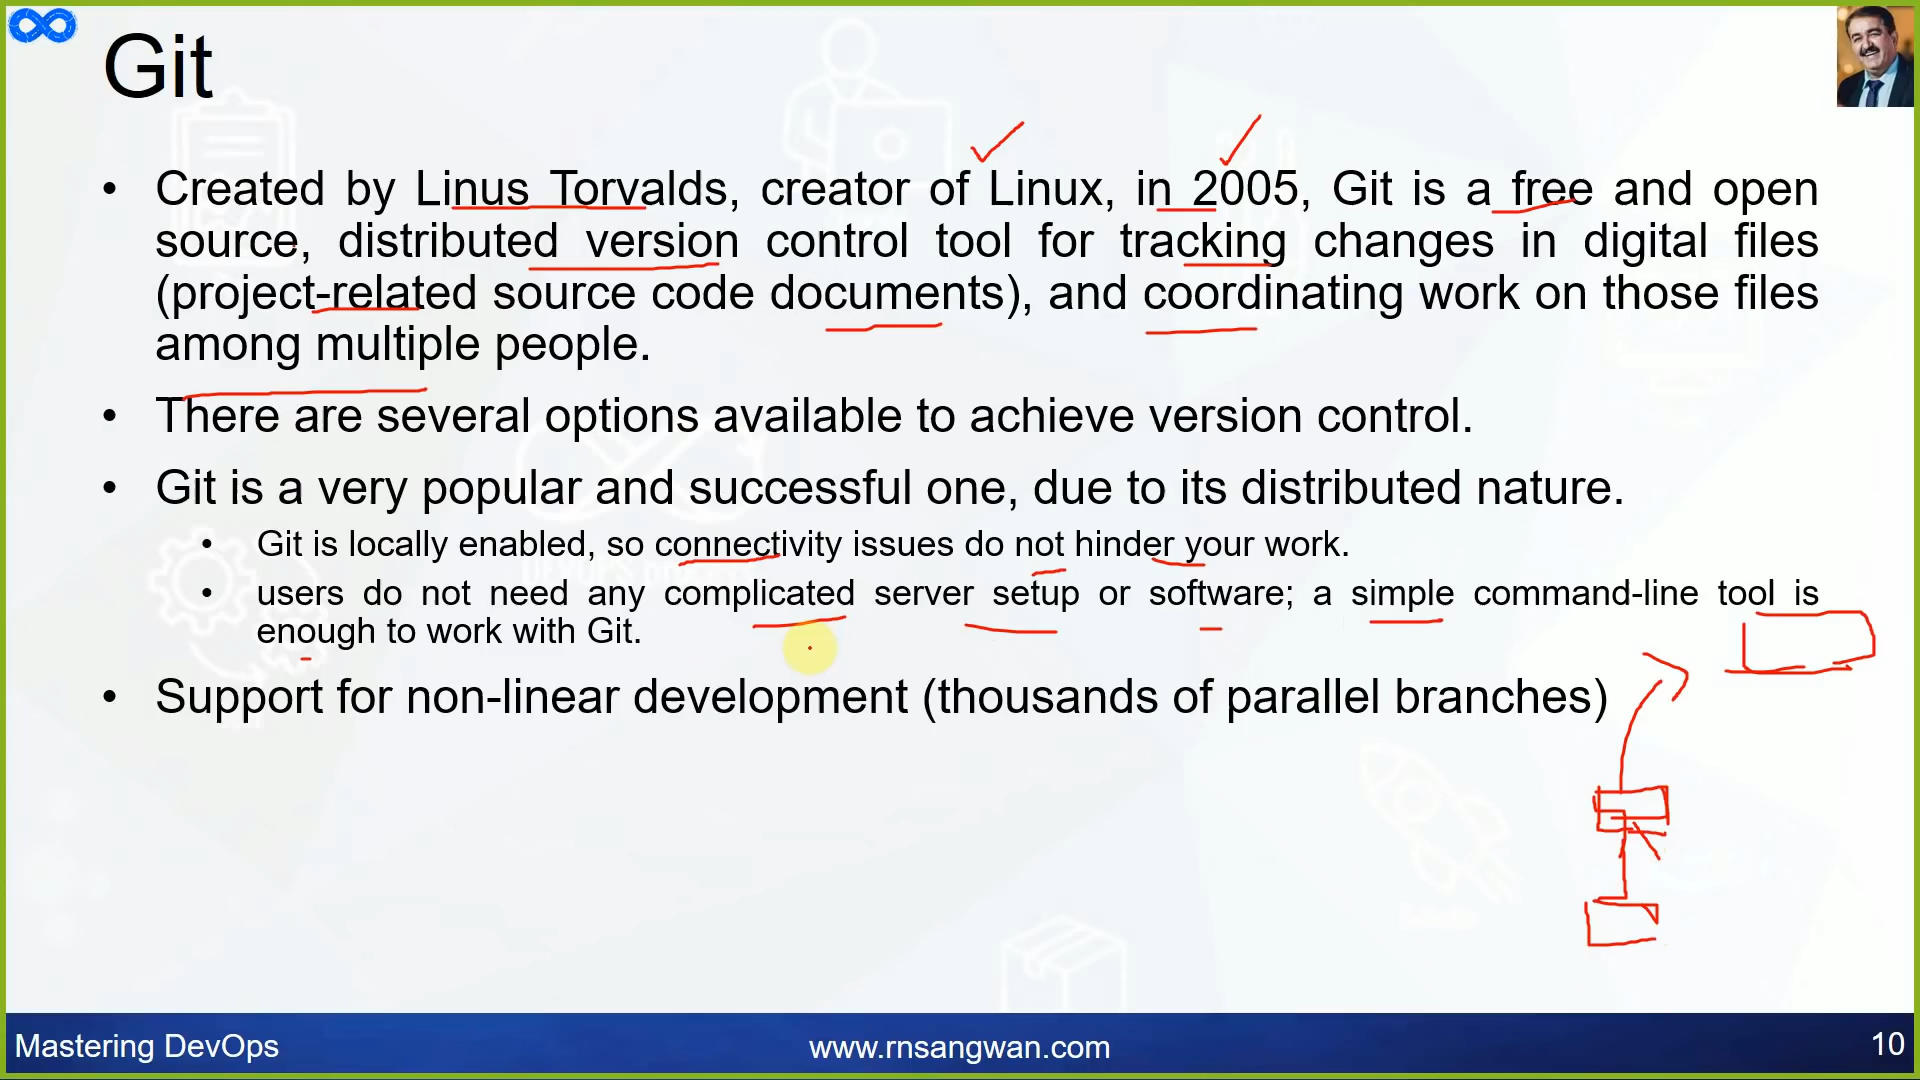 Git
• Created by Linus Torvalds, creator of Linux, in 2005, Git is a free and open
source, distributed version control tool for tracking changes in digital files
(project-related source code documents), and coordinating work on those files
among multiple people.
• There are several options available to achieve version control.
• Git is a very popular and successful one, due to its distributed nature.
• Git is locally enabled, so connectivity issues do not hinder your work.
• users do not need any complicated server setup or software; a simple command-line tool is
enough to work with Git.
• Support for non-linear development (thousands of parallel branches)
Mastering DevOps
www.rnsangwan.com
10